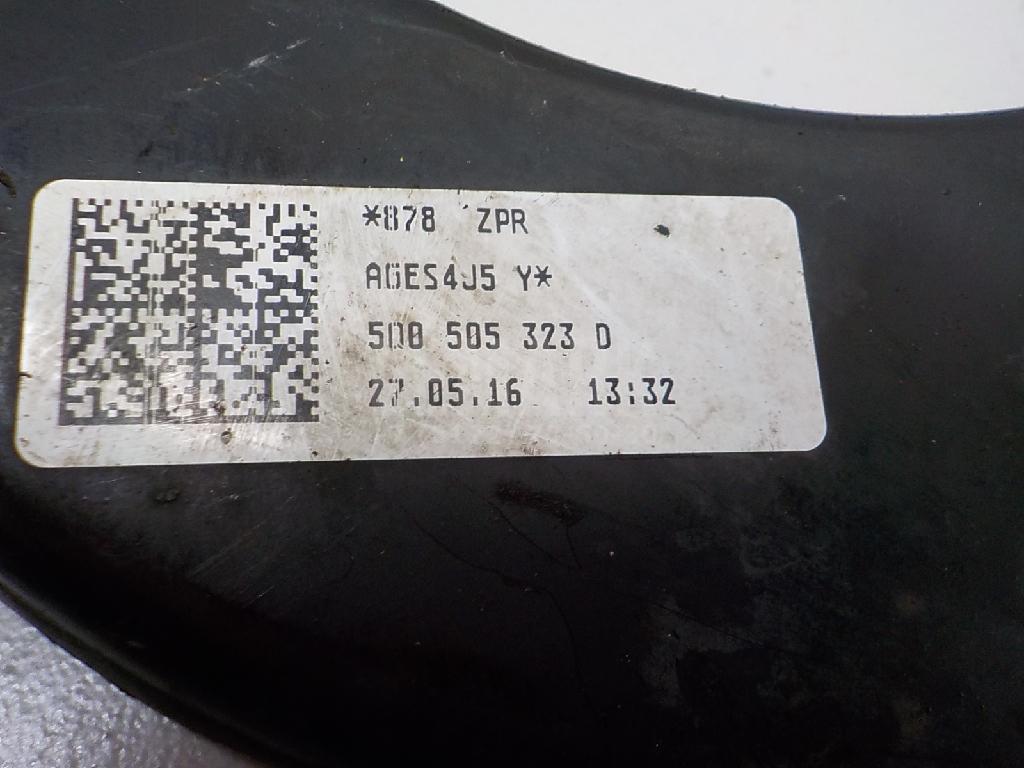 *878 ZPR
AGES4J5 Y*
5Q0 505 323 D
27.05.16 13:32